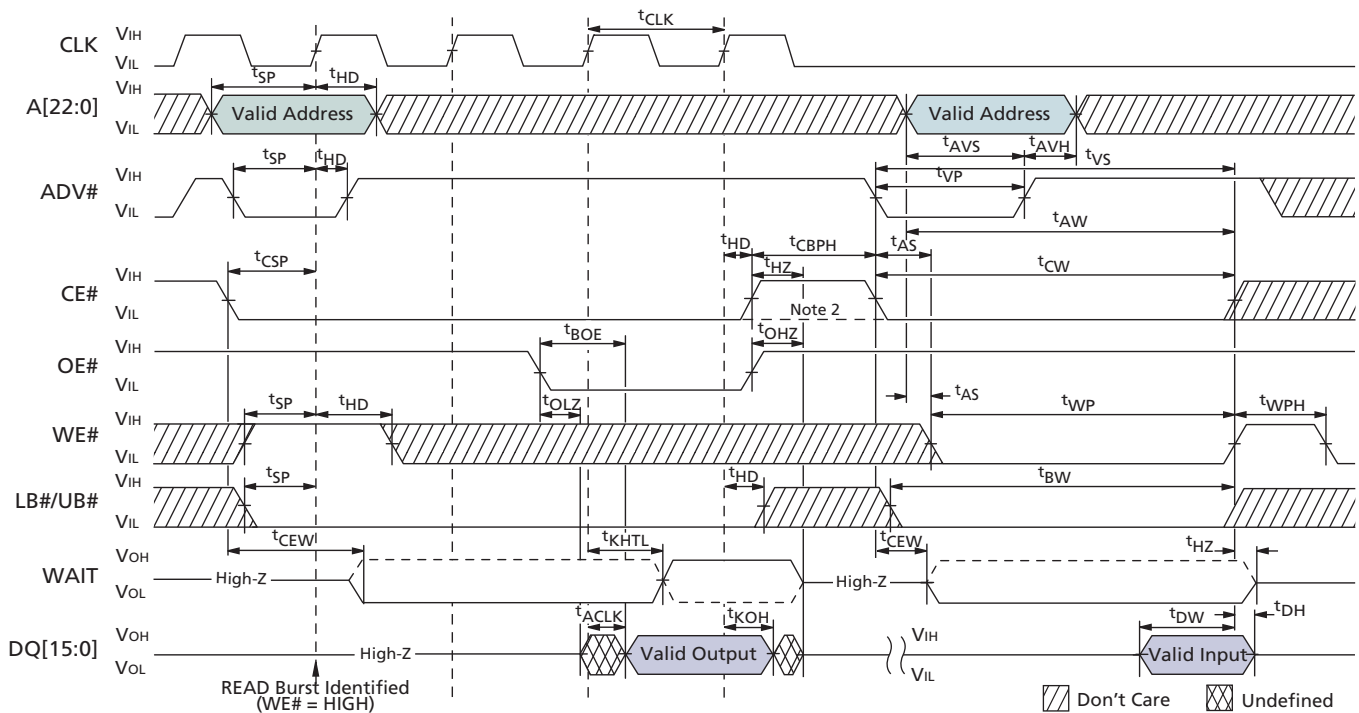 tCLK
CLK VIH
VIL
tSP tHD
A[22:0] VIH
VIL
Valid Address
Valid Address
tAVS tAVH
tSP tHD
tVS
ADV# VIH
VIL
tVP
tAW
tHD tCBPH tAS
tCSP
tHZ
tCW
CE# VIH
VIL
Note 2
tBOE
tOHZ
OE# VIH
VIL
tOLZ
tAS
tSP tHD
tWP tWPH
WE# VIH
VIL
tSP
tHD
tBW
LB#/UB# VIH
VIL
tCEW
tKHTL
tCEW
tHZ
WAIT VOH
VOL
High-Z
High-Z
tACLK
tKOH
tDW tDH
DQ[15:0] VOH
VOL
High-Z
Valid Output
VIH
VIL
Valid Input
READ Burst Identified
(WE# = HIGH)
Don't Care
Undefined